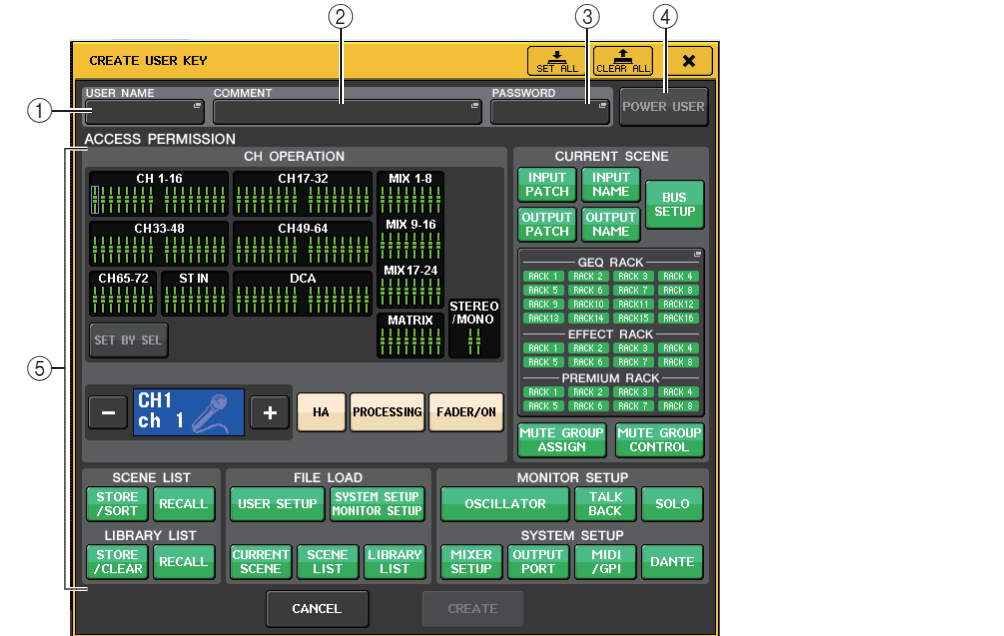 ② ③ ④
CREATE USER KEY SET ALL CLEAR ALL
USER NAME COMMENT PASSWORD
① POWER USER
ACCESS PERMISSION
CH OPERATION
CH 1-16 CH17-32 MIX 1-8
CH33-48 CH49-64 MIX 9-16
CH65-72 ST IN DCA MIX17-24
STEREO
/MONO
MATRIX
SET BY SEL
⑤
CH1
ch 1
− +
HA PROCESSING FADER/ON
CURRENT SCENE
INPUT
PATCH
INPUT
NAME
BUS
SETUP
OUTPUT
PATCH
OUTPUT
NAME
GEQ RACK
RACK 1 RACK 2 RACK 3 RACK 4
RACK 5 RACK 6 RACK 7 RACK 8
RACK 9 RACK10 RACK11 RACK12
RACK13 RACK14 RACK15 RACK16
EFFECT RACK
RACK 1 RACK 2 RACK 3 RACK 4
RACK 5 RACK 6 RACK 7 RACK 8
PREMIUM RACK
RACK 1 RACK 2 RACK 3 RACK 4
RACK 5 RACK 6 RACK 7 RACK 8
MUTE GROUP
ASSIGN
MUTE GROUP
CONTROL
SCENE LIST
STORE
/SORT
RECALL
LIBRARY LIST
STORE
/CLEAR
RECALL
FILE LOAD
USER SETUP
SYSTEM SETUP
MONITOR SETUP
CURRENT
SCENE
SCENE
LIST
LIBRARY
LIST
MONITOR SETUP
OSCILLATOR
TALK
BACK
SOLO
SYSTEM SETUP
MIXER
SETUP
OUTPUT
PORT
MIDI
/GPI
DANTE
CANCEL CREATE